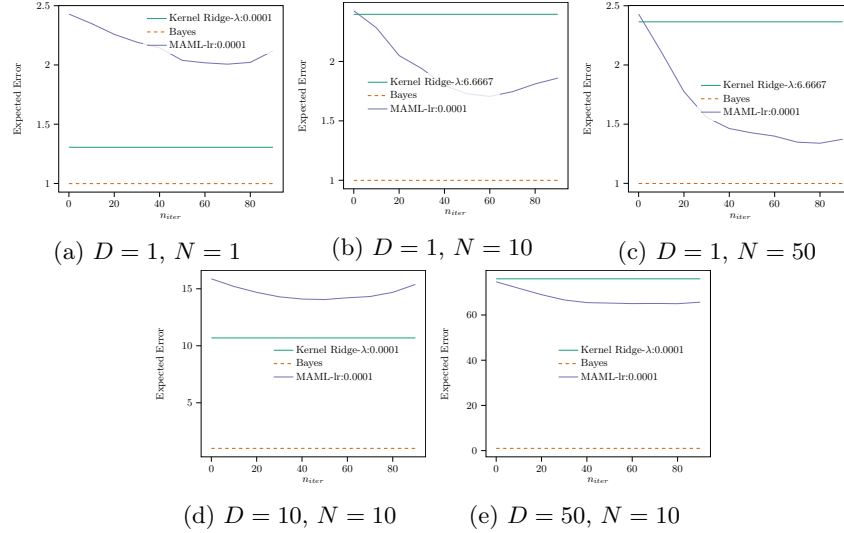 Kernel Ridge-λ:0.0001
Bayes
MAML-lr:0.0001
Expected Error
2.5
2
1.5
1
0 20 40 60 80
n_iter
(a) D = 1, N = 1
Kernel Ridge-λ:6.6667
Bayes
MAML-lr:0.0001
Expected Error
2
1.5
1
0 20 40 60 80
n_iter
(b) D = 1, N = 10
Kernel Ridge-λ:6.6667
Bayes
MAML-lr:0.0001
Expected Error
2.5
2
1.5
1
0 20 40 60 80
n_iter
(c) D = 1, N = 50
Kernel Ridge-λ:0.0001
Bayes
MAML-lr:0.0001
Expected Error
15
10
5
0 20 40 60 80
n_iter
(d) D = 10, N = 10
Kernel Ridge-λ:0.0001
Bayes
MAML-lr:0.0001
Expected Error
60
40
20
0
0 20 40 60 80
n_iter
(e) D = 50, N = 10